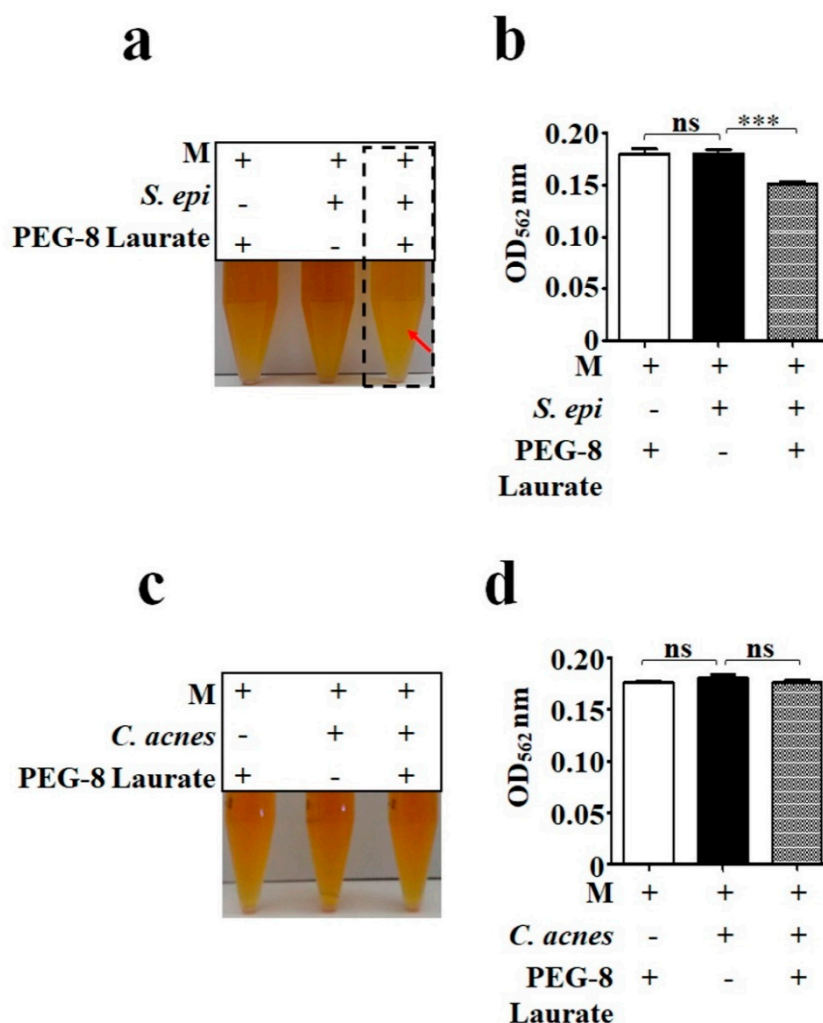 a
M + + +
S. epi - + +
PEG-8 Laurate + - +
b
ns ***
0.20
0.15
0.10
0.05
0
OD562 nm
M + + +
S. epi - + +
PEG-8 + - +
Laurate
c
M + + +
C. acnes - + +
PEG-8 Laurate + - +
d
ns ns
0.20
0.15
0.10
0.05
0
OD562 nm
M + + +
C. acnes - + +
PEG-8 + - +
Laurate